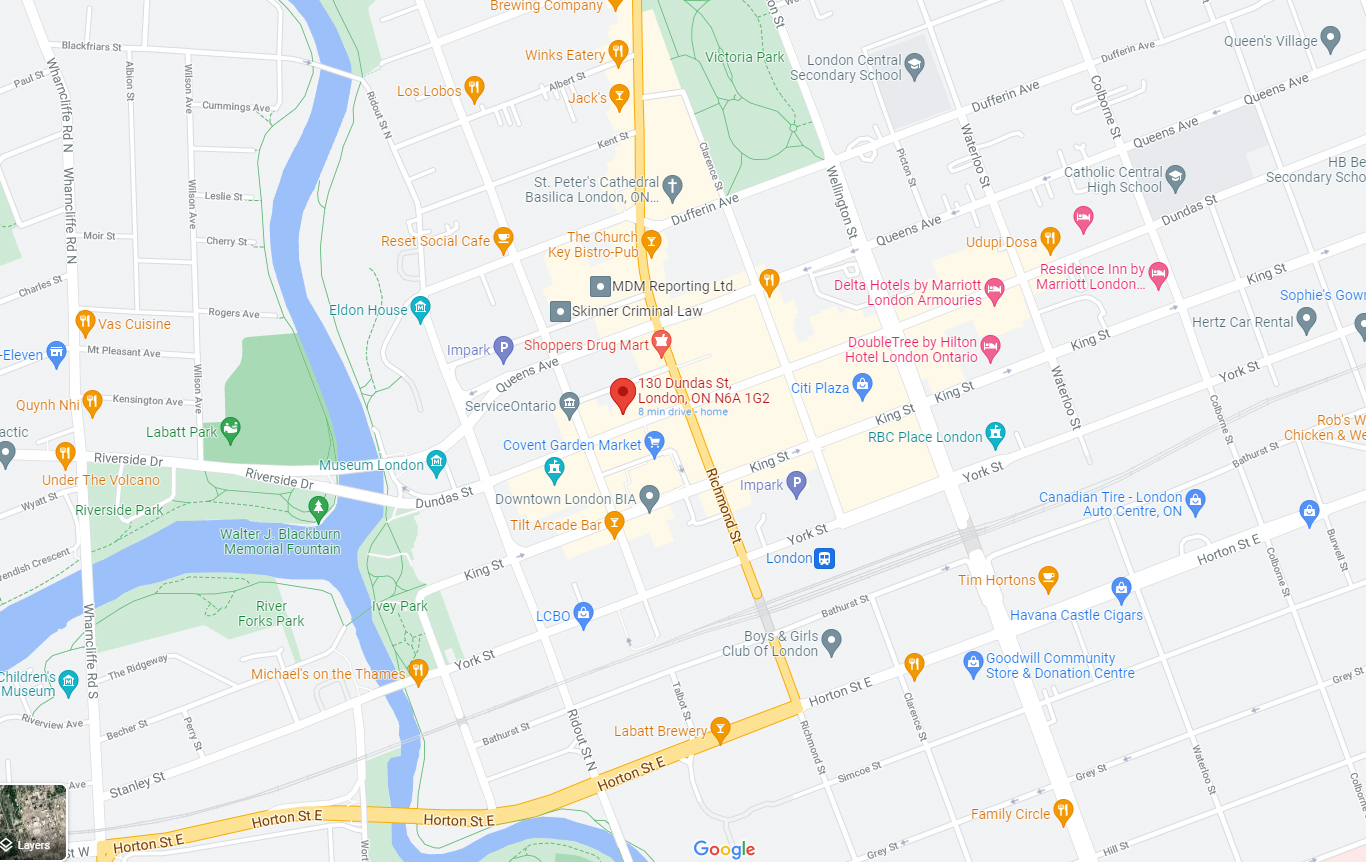 Brewing Company
Blackfriars St
Winks Eatery
Victoria Park
London Central
Secondary School
Dufferin Ave
Queen's Village
Wharncliffe Rd N
Albion St
Wilson Ave
Paul St
Cummings Ave
Los Lobos
Albert St
Jack's
Ridout St N
Dufferin Ave
Colborne St
Queens Ave
Queens Ave
Kent St
Clarence St
Waterloo St
Picton St
Catholic Central
High School
HB Be
Secondary Scho
Wharncliffe Rd N
Wilson Ave
Leslie St
St. Peter's Cathedral
Basilica London, ON...
Dufferin Ave
Wellington St
Queens Ave
Dundas St
Moir St
Cherry St
Reset Social Cafe
The Church
Key Bistro-Pub
Udupi Dosa
Charles St
MDM Reporting Ltd.
Delta Hotels by Marriott
London Armouries
Residence Inn by
Marriott London...
King St
Rogers Ave
Eldon House
Skinner Criminal Law
Sophie's Gow
Hertz Car Rental
Vas Cuisine
-Eleven
Mt Pleasant Ave
Impark
Shoppers Drug Mart
DoubleTree by Hilton
Hotel London Ontario
King St
Wilson Ave
Queens Ave
130 Dundas St,
London, ON N6A 1G2
8 min drive - home
Citi Plaza
King St
Waterloo St
York St
Quynh Nhi
Kensington Ave
ServiceOntario
King St
Colborne St
Rob's W
Chicken & We
actic
Labatt Park
Covent Garden Market
RBC Place London
Bathurst St
Riverside Dr
Riverside Dr
Museum London
King St
York St
Under The Volcano
Wyatt St
Riverside Park
Dundas St
Downtown London BIA
Richmond St
Impark
Canadian Tire - London
Auto Centre, ON
Walter J. Blackburn
Memorial Fountain
Tilt Arcade Bar
York St
Horton St E
Burwell St
vendish Crescent
King St
London
Colborne St
Tim Hortons
Wharncliffe Rd S
River
Forks Park
Ivey Park
LCBO
Bathurst St
Havana Castle Cigars
Boys & Girls
Club Of London
Children's
Museum
The Ridgeway
Michael's on the Thames
York St
Goodwill Community
Store & Donation Centre
Grey St
Riverview Ave
Becher St
Perry St
Talbot St
Horton St E
Clarence St
Bathurst St
Ridout St N
Labatt Brewery
Richmond St
Waterloo St
Stanley St
Ave
Horton St E
Simcoe St
Grey St
Horton St E
Horton St E
Family Circle
Layers
St W
Horton St E
Wort
Google
Grey St
Hill St